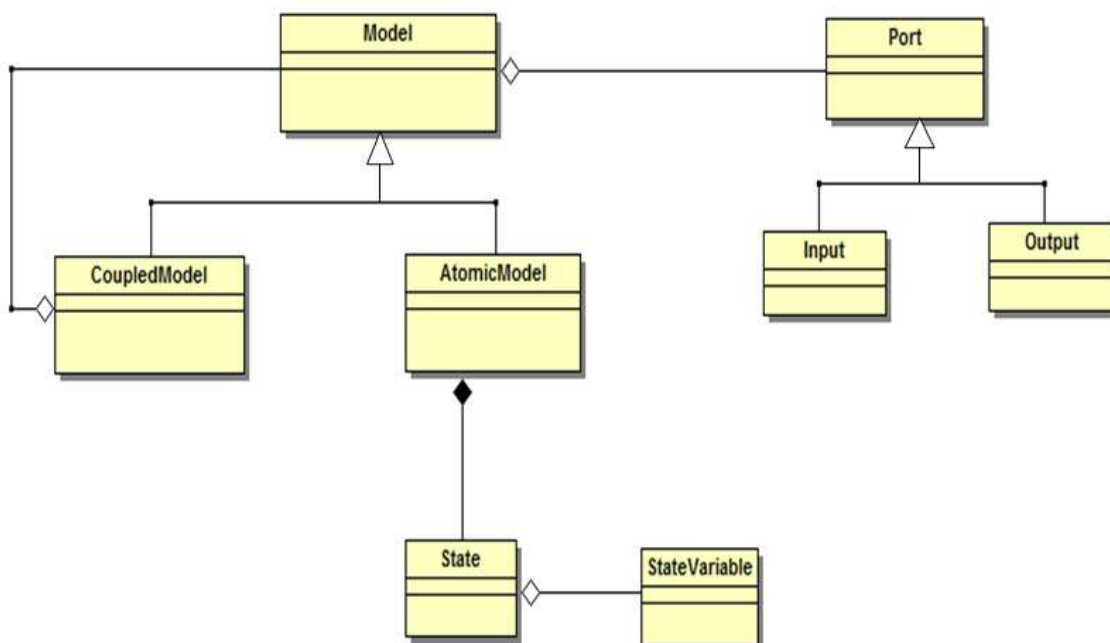 Model
Port
CoupledModel
AtomicModel
Input
Output
State
StateVariable